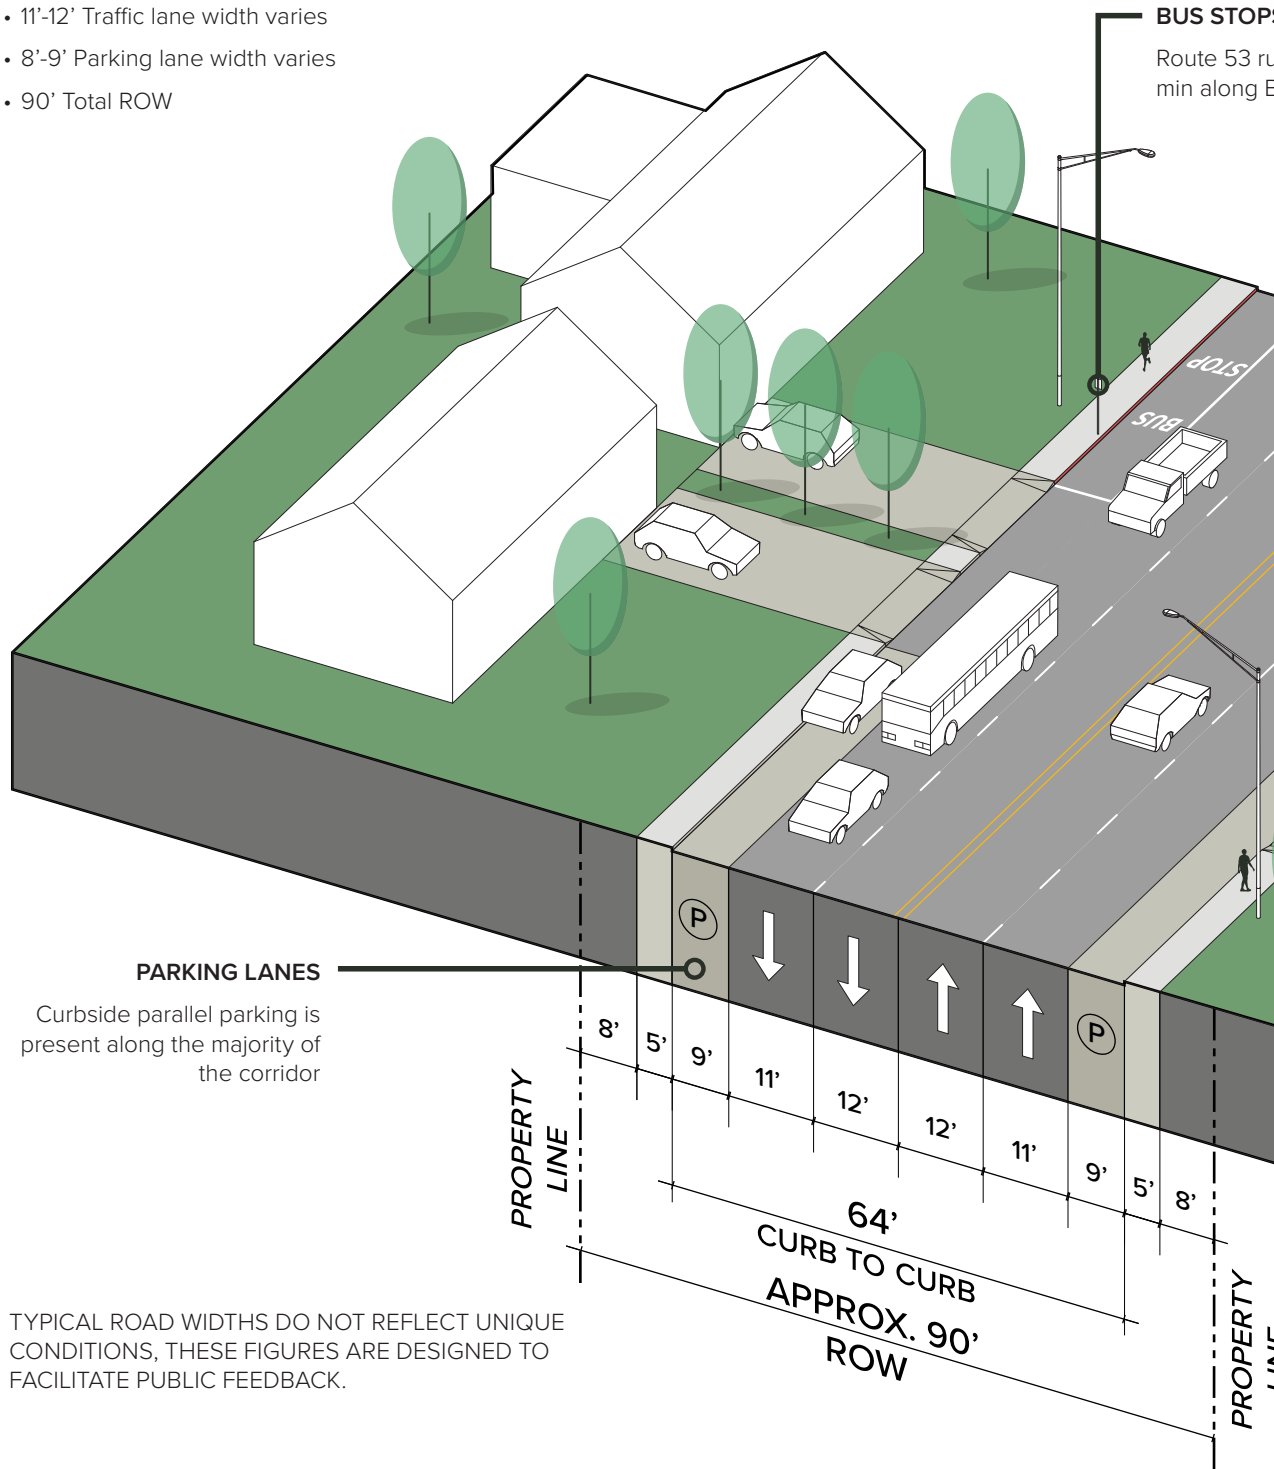 • 11’-12’ Traffic lane width varies
• 8’-9’ Parking lane width varies
• 90’ Total ROW
BUS STOPS
Route 53 ru
min along
STOP
BUS
PARKING LANES
Curbside parallel parking is
present along the majority of
the corridor
P
P
8’ 5’ 9’ 11’ 12’ 12’ 11’ 9’ 5’ 8’
PROPERTY
LINE
64’
CURB TO CURB
APPROX. 90’
ROW
PROPERTY
LINE
TYPICAL ROAD WIDTHS DO NOT REFLECT UNIQUE
CONDITIONS, THESE FIGURES ARE DESIGNED TO
FACILITATE PUBLIC FEEDBACK.